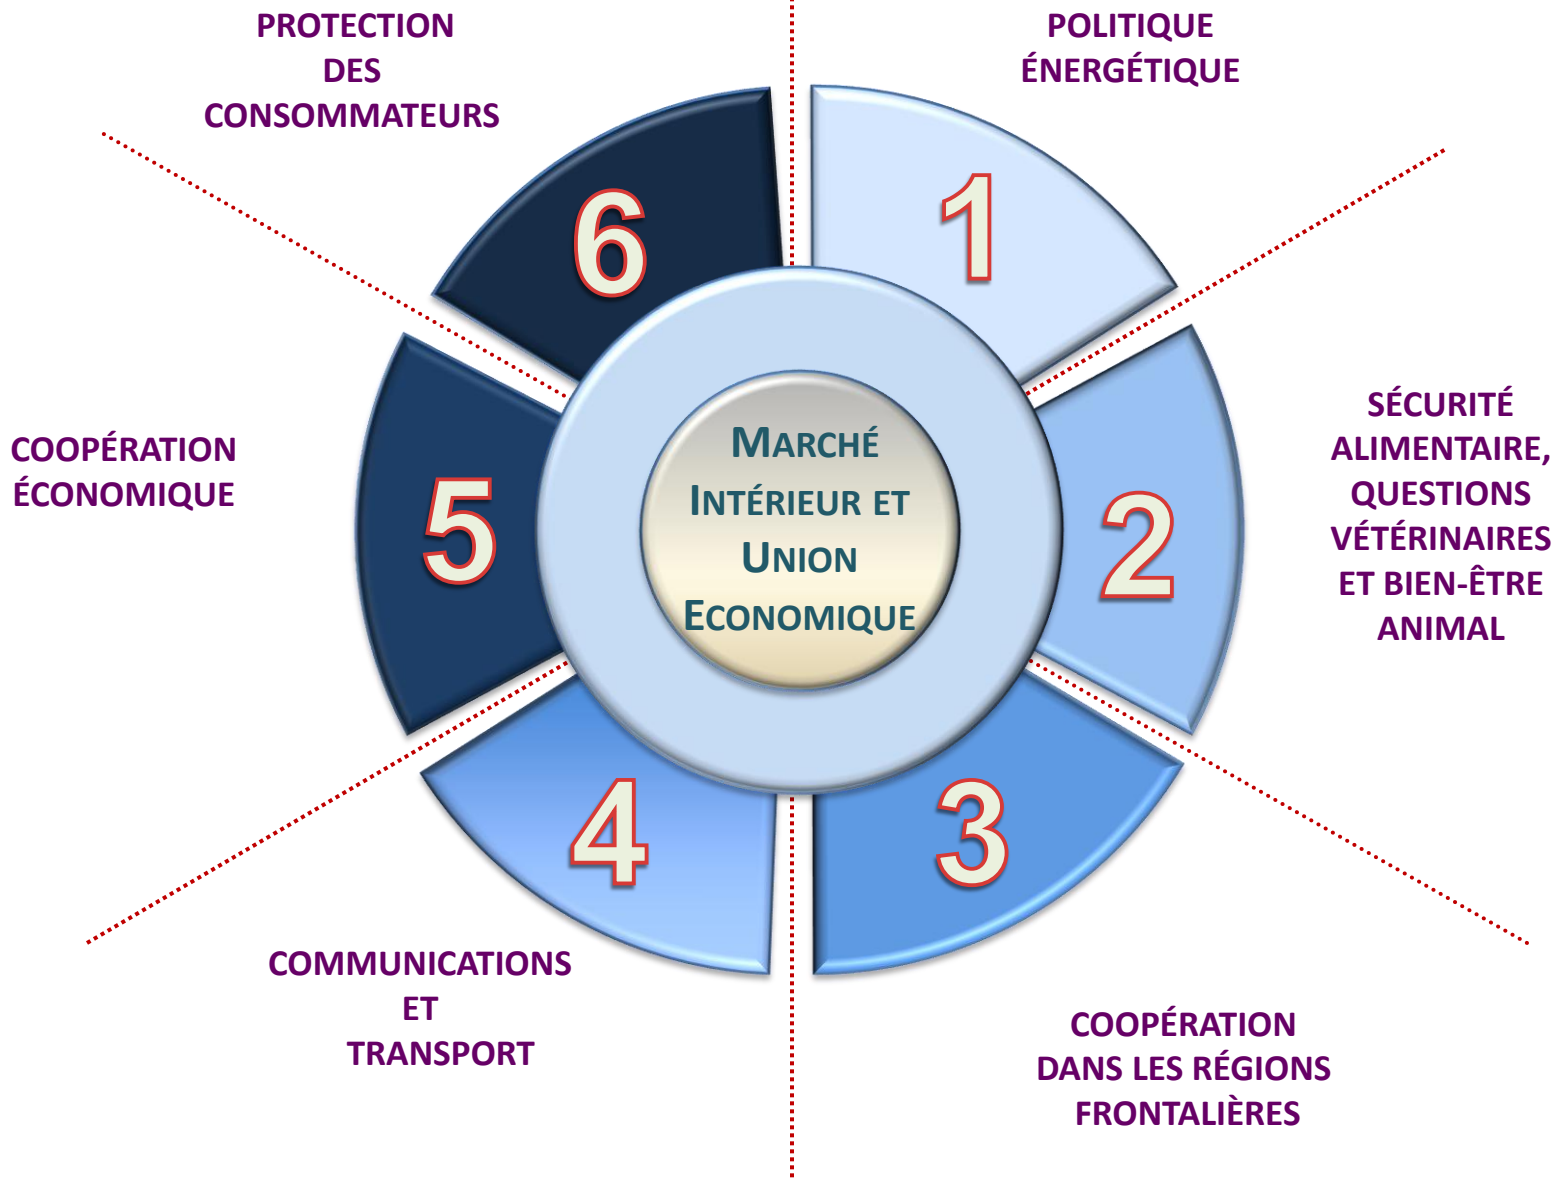 PROTECTION
DES
CONSOMMATEURS
POLITIQUE
ÉNERGÉTIQUE
6
1
SÉCURITÉ
ALIMENTAIRE,
QUESTIONS
VÉTÉRINAIRES
ET BIEN-ÊTRE
ANIMAL
COOPÉRATION
ÉCONOMIQUE
MARCHÉ
INTÉRIEUR ET
UNION
ECONOMIQUE
5
2
4
3
COMMUNICATIONS
ET
TRANSPORT
COOPÉRATION
DANS LES RÉGIONS
FRONTALIÈRES